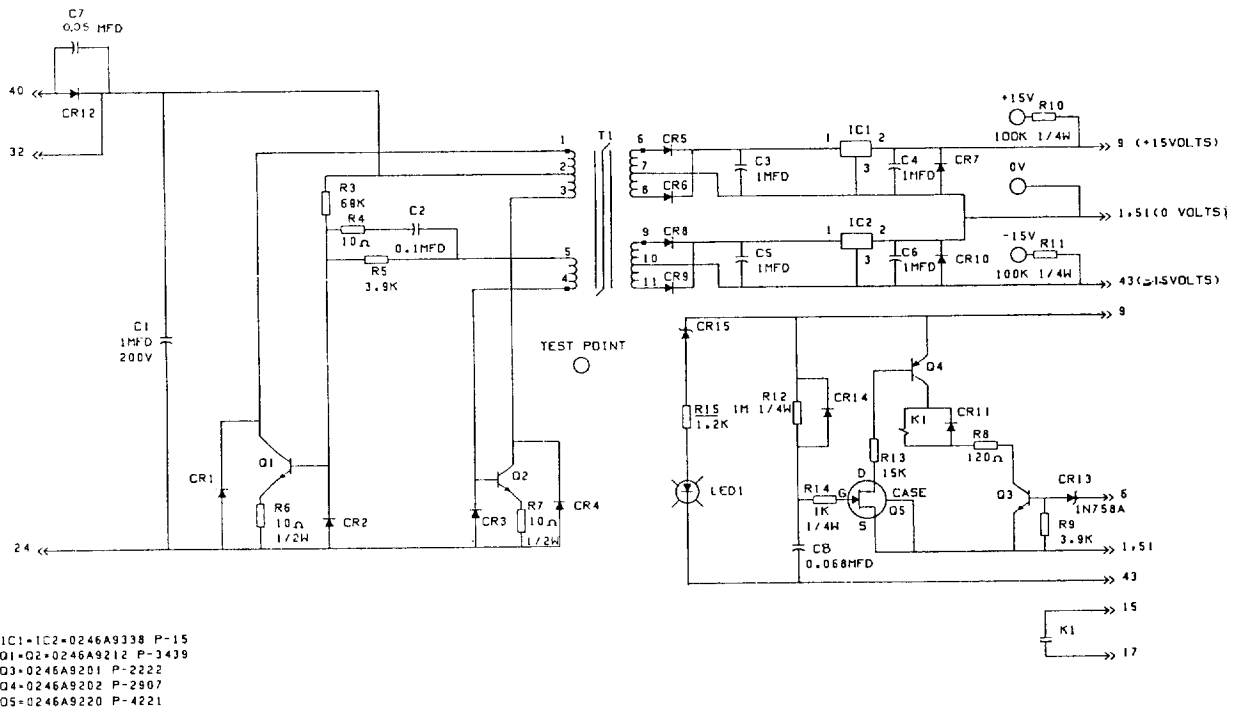 C7
0.05 MFD
40
CR12
32
C1
1MFD
200V
24
R3
68K
R4
10Ω
C2
0.1MFD
R5
3.9K
CR1
Q1
R6
10Ω
1/2W
CR2
CR3
Q2
R7
10Ω
1/2W
CR4
T1
1
2
3
5
4
6
7
8
9
10
11
TEST POINT
CR5
CR6
C3
1MFD
1
IC1
2
3
C4
1MFD
CR7
+15V
R10
100K 1/4W
9 (+15VOLTS)
0V
1,51(0 VOLTS)
CR8
CR9
C5
1MFD
1
IC2
2
3
C6
1MFD
CR10
-15V
R11
100K 1/4W
43(-15VOLTS)
9
CR15
R15
1.2K
LED1
R12
1M 1/4W
CR14
R14
1K
1/4W
C8
0.068MFD
R13
15K
D
G
S
CASE
Q5
Q4
K1
CR11
R8
120Ω
Q3
CR13
1N758A
6
R9
3.9K
1,51
43
15
K1
17
IC1=IC2=0246A9338 P-15
Q1=Q2=0246A9212 P-3439
Q3=0246A9201 P-2222
Q4=0246A9202 P-2907
Q5=0246A9220 P-4221